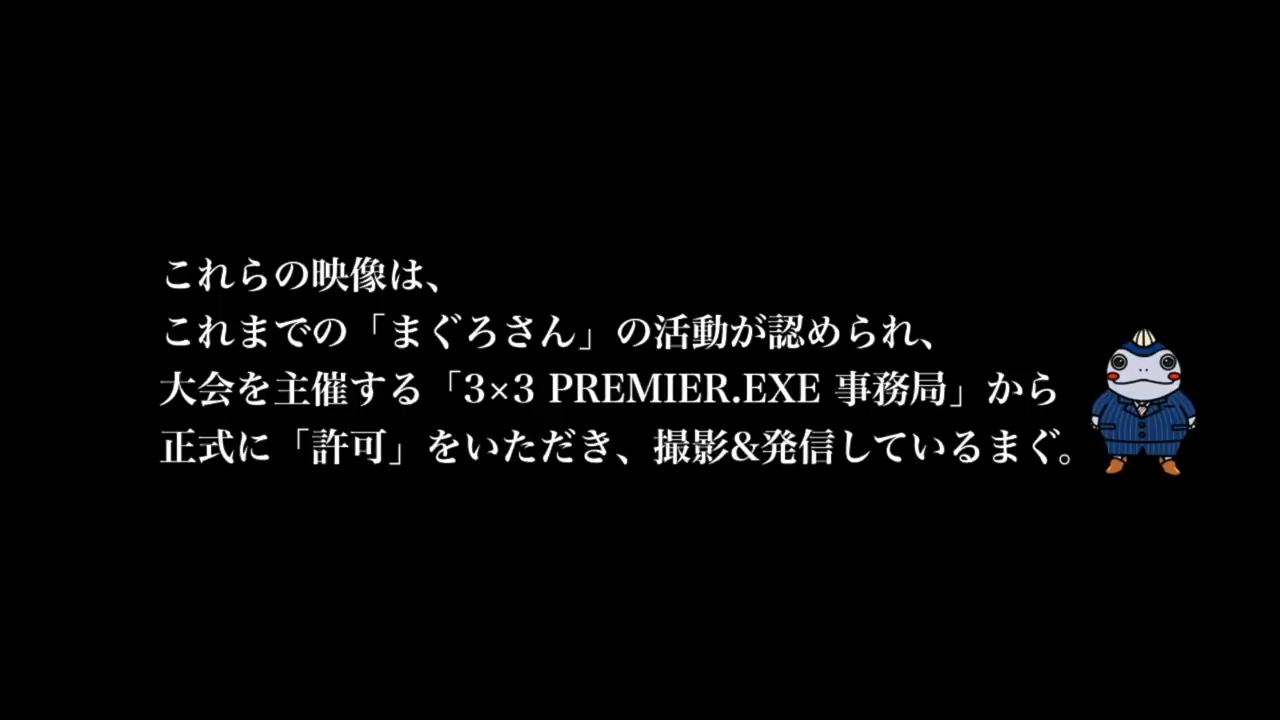 これらの映像は、
これまでの「まぐろさん」の活動が認められ、
大会を主催する「3×3 PREMIER.EXE 事務局」から
正式に「許可」をいただき、撮影&発信しているまぐ。